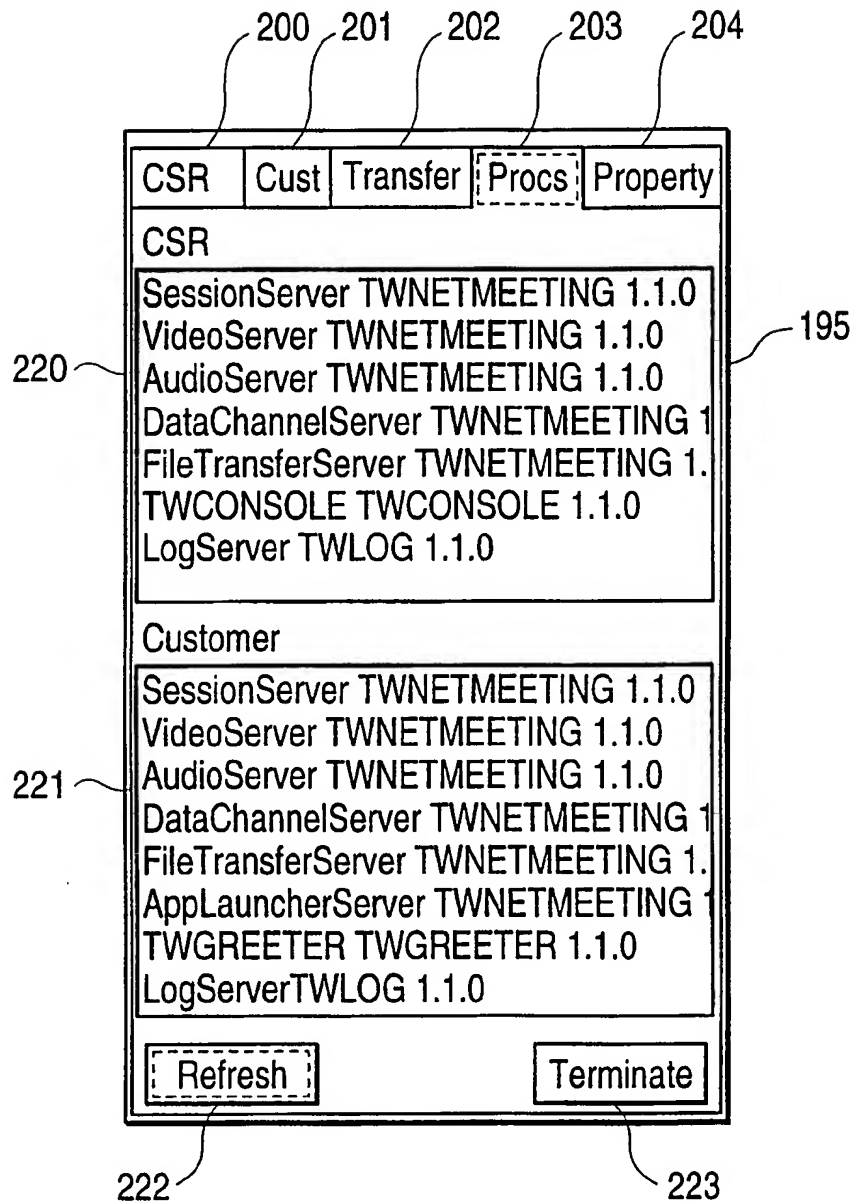 200 201 202 203 204
CSR Cust Transfer Procs Property
CSR
SessionServer TWNETMEETING 1.1.0
VideoServer TWNETMEETING 1.1.0
AudioServer TWNETMEETING 1.1.0
DataChannelServer TWNETMEETING 1
FileTransferServer TWNETMEETING 1.
TWCONSOLE TWCONSOLE 1.1.0
LogServer TWLOG 1.1.0
220
195
Customer
SessionServer TWNETMEETING 1.1.0
VideoServer TWNETMEETING 1.1.0
AudioServer TWNETMEETING 1.1.0
DataChannelServer TWNETMEETING 1
FileTransferServer TWNETMEETING 1.
AppLauncherServer TWNETMEETING 1
TWGREETER TWGREETER 1.1.0
LogServerTWLOG 1.1.0
221
Refresh Terminate
222 223